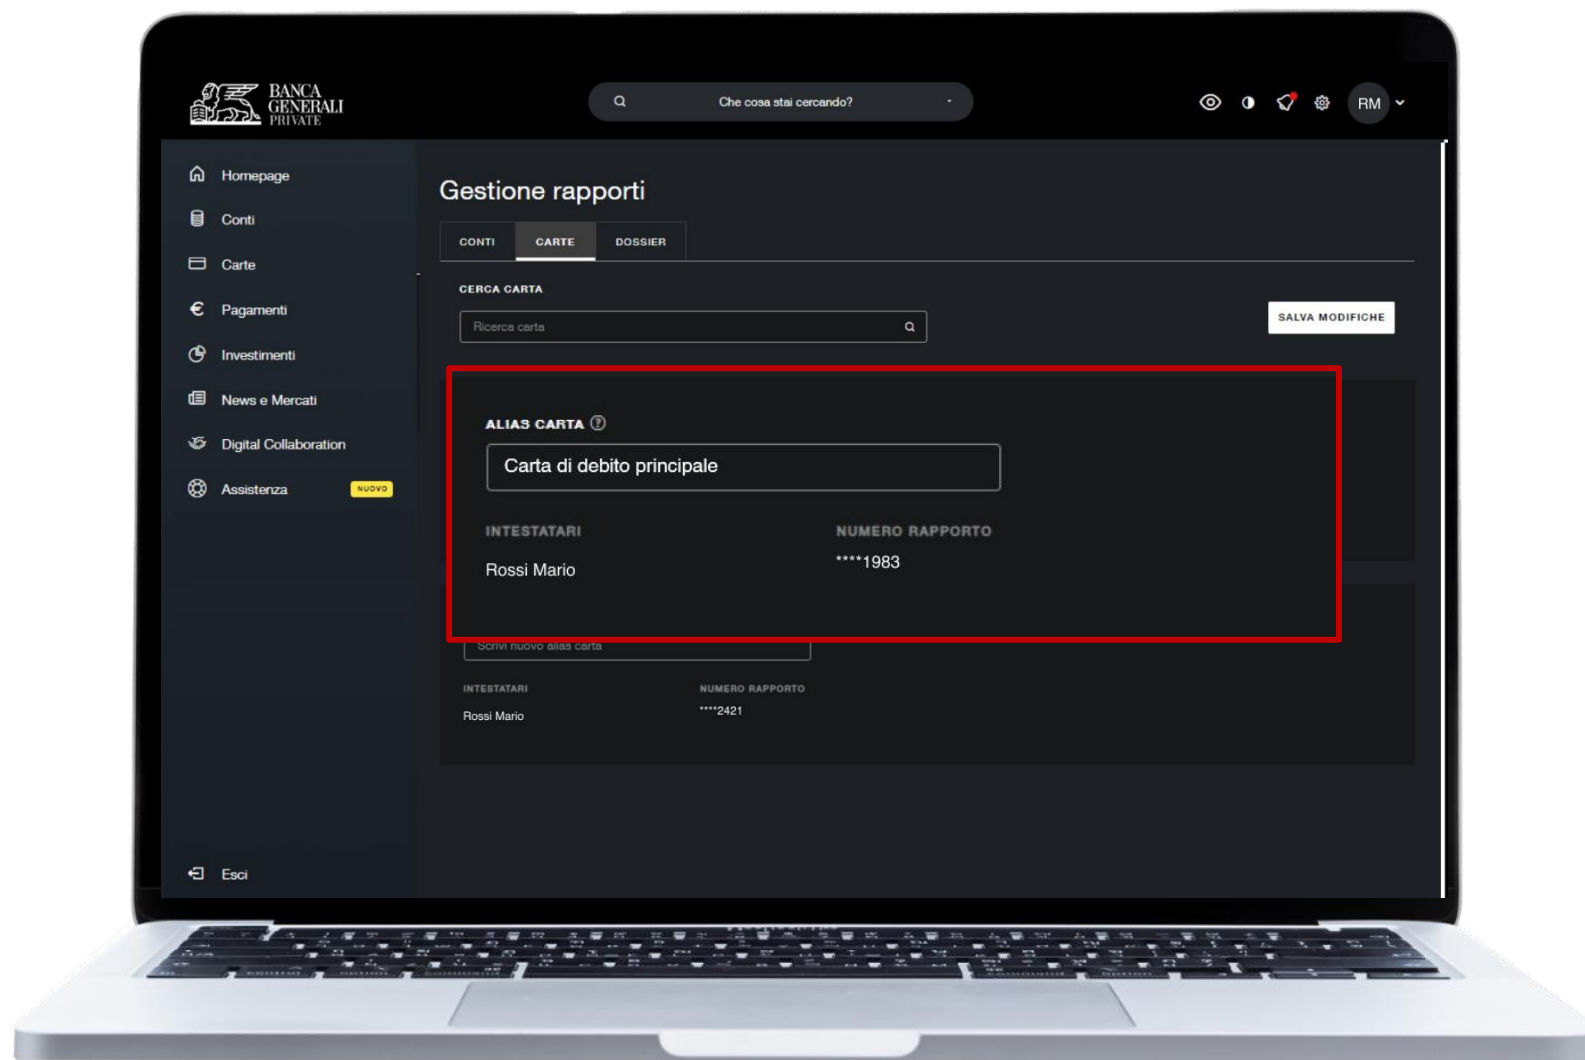 BANCA
GENERALI
PRIVATE
Che cosa stai cercando?
RM
Homepage
Conti
Carte
Pagamenti
Investimenti
News e Mercati
Digital Collaboration
Assistenza NUOVO
Esci
Gestione rapporti
CONTI CARTE DOSSIER
CERCA CARTA
Ricerca carta
SALVA MODIFICHE
ALIAS CARTA ?
Carta di debito principale
INTESTATARI NUMERO RAPPORTO
Rossi Mario ****1983
Scrivi nuovo alias carta
INTESTATARI NUMERO RAPPORTO
Rossi Mario ****2421